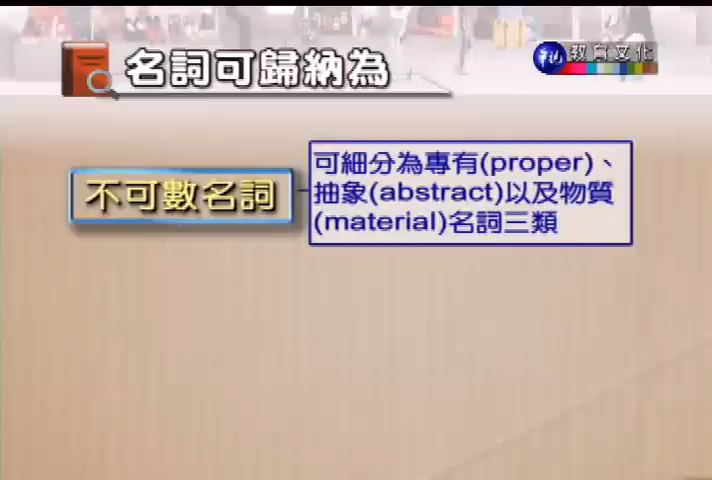 名詞可歸納為
教育文化
不可數名詞
可細分為專有(proper)、
抽象(abstract)以及物質
(material)名詞三類